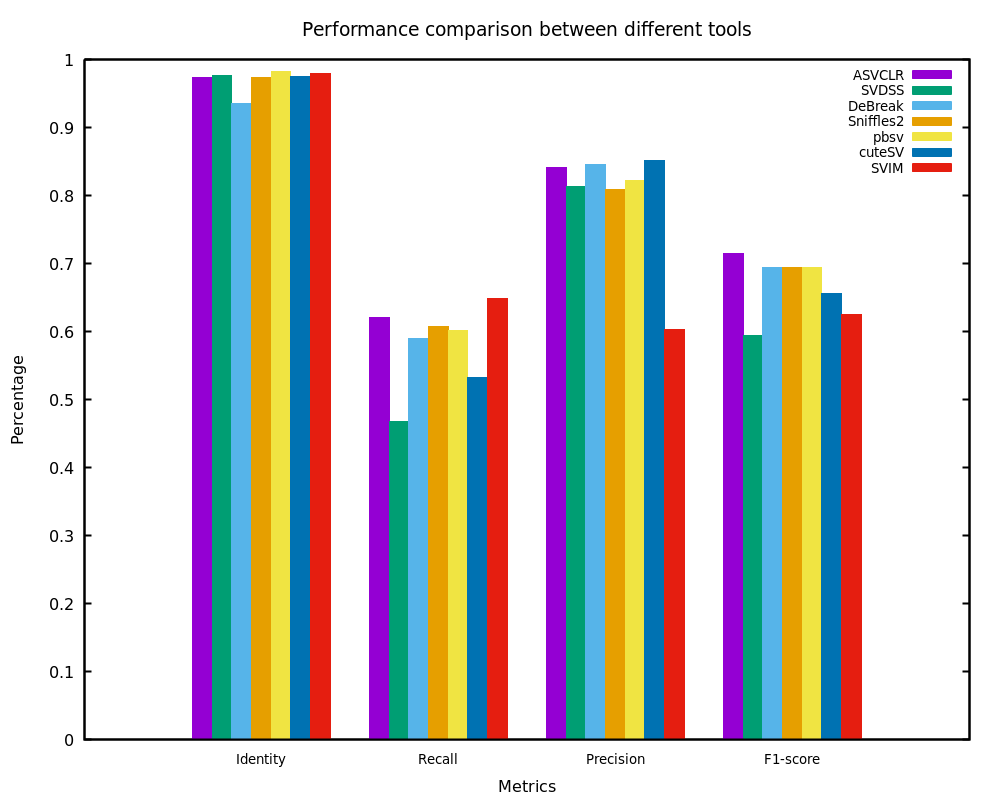 Performance comparison between different tools
1
0.9
0.8
0.7
0.6
0.5
0.4
0.3
0.2
0.1
0
Percentage
ASVCLR
SVDSS
DeBreak
Sniffles2
pbsv
cuteSV
SVIM
Identity
Recall
Precision
F1-score
Metrics